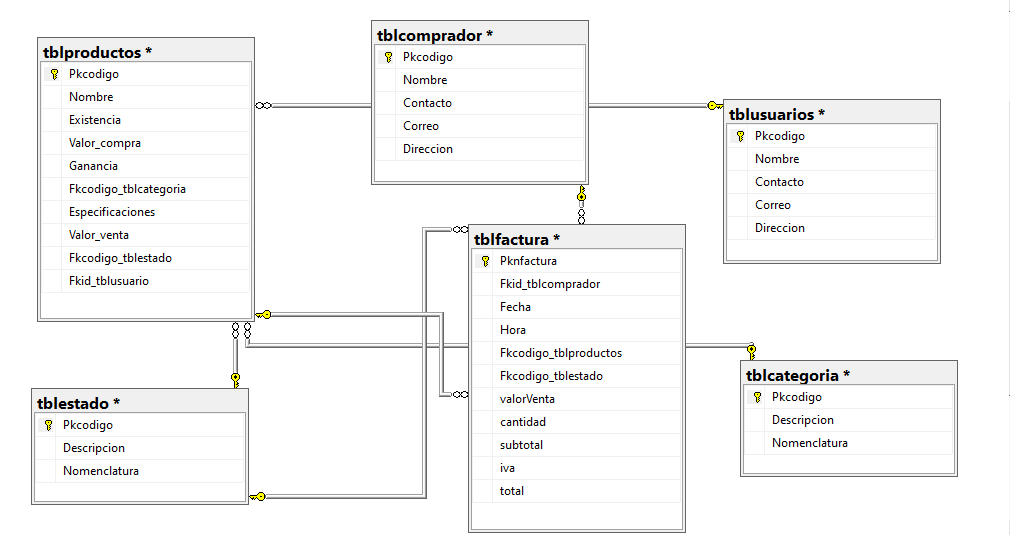 tblproductos *
Pkcodigo
Nombre
Existencia
Valor_compra
Ganancia
Fkcodigo_tblcategoria
Especificaciones
Valor_venta
Fkcodigo_tblestado
Fkid_tblusuario
tblcomprador *
Pkcodigo
Nombre
Contacto
Correo
Direccion
tblusuarios *
Pkcodigo
Nombre
Contacto
Correo
Direccion
tblfactura *
Pknfactura
Fkid_tblcomprador
Fecha
Hora
Fkcodigo_tblproductos
Fkcodigo_tblestado
valorVenta
cantidad
subtotal
iva
total
tblestado *
Pkcodigo
Descripcion
Nomenclatura
tblcategoria *
Pkcodigo
Descripcion
Nomenclatura